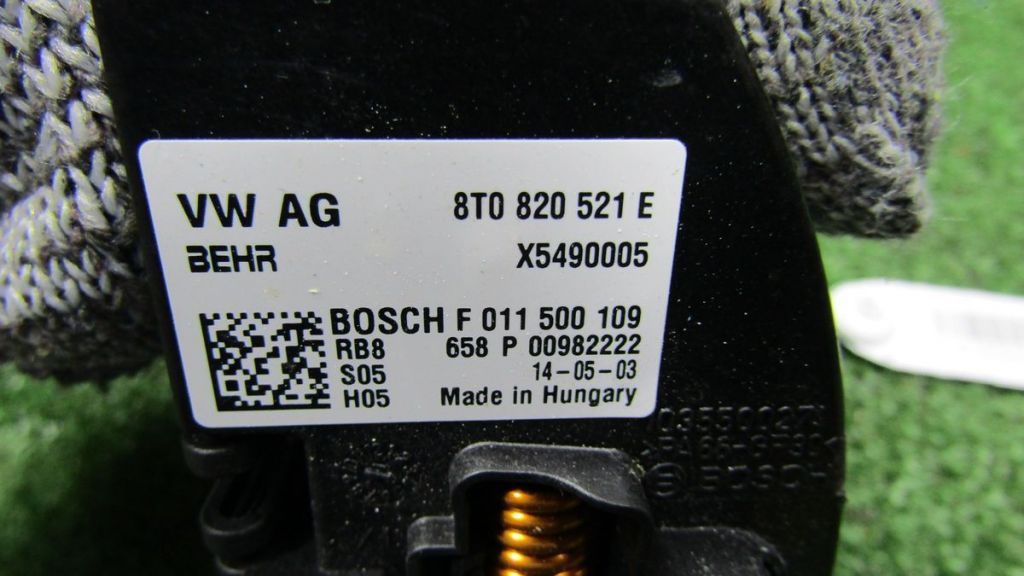 VW AG 8T0 820 521 E
BEHR X5490005
BOSCH F 011 500 109
RB8 658 P 00982222
S05 14-05-03
H05 Made in Hungary
BOSCH